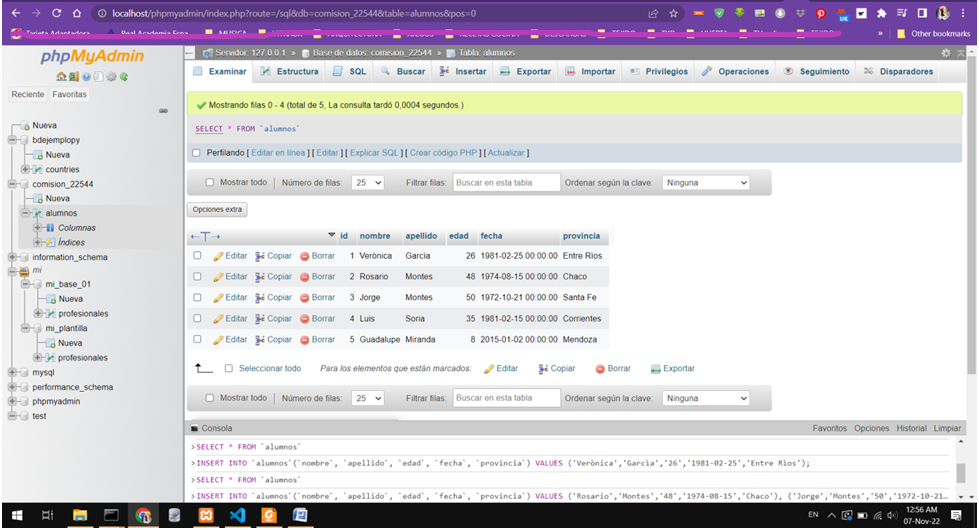 localhost/phpmyadmin/index.php?route=/sql&db=comision_22544&table=alumnos&pos=0
Other bookmarks
phpMyAdmin
Reciente Favoritas
Nueva
bdejemplopy
Nueva
countries
comision_22544
Nueva
alumnos
Columnas
Índices
information_schema
mi
mi_base_01
Nueva
profesionales
mi_plantilla
Nueva
profesionales
mysql
performance_schema
phpmyadmin
test
Servidor: 127.0.0.1 » Base de datos: comision_22544 » Tabla: alumnos
Examinar Estructura SQL Buscar Insertar Exportar Importar Privilegios Operaciones Seguimiento Disparadores
Mostrando filas 0 - 4 (total de 5, La consulta tardó 0,0004 segundos.)
SELECT * FROM `alumnos`
Perfilando [ Editar en línea ] [ Editar ] [ Explicar SQL ] [ Crear código PHP ] [ Actualizar ]
Mostrar todo | Número de filas: 25 Filtrar filas: Buscar en esta tabla Ordenar según la clave: Ninguna
Opciones extra
id nombre apellido edad fecha provincia
Editar Copiar Borrar 1 Verònica Garcìa 26 1981-02-25 00:00:00 Entre Rìos
Editar Copiar Borrar 2 Rosario Montes 48 1974-08-15 00:00:00 Chaco
Editar Copiar Borrar 3 Jorge Montes 50 1972-10-21 00:00:00 Santa Fe
Editar Copiar Borrar 4 Luis Soria 35 1981-02-15 00:00:00 Corrientes
Editar Copiar Borrar 5 Guadalupe Miranda 8 2015-01-02 00:00:00 Mendoza
Seleccionar todo Para los elementos que están marcados: Editar Copiar Borrar Exportar
Mostrar todo | Número de filas: 25 Filtrar filas: Buscar en esta tabla Ordenar según la clave: Ninguna
Consola Favoritos Opciones Historial Limpiar
>SELECT * FROM `alumnos`
>INSERT INTO `alumnos`(`nombre`, `apellido`, `edad`, `fecha`, `provincia`) VALUES ('Verònica','Garcìa','26','1981-02-25','Entre Rìos');
>SELECT * FROM `alumnos`
>INSERT INTO `alumnos`(`nombre`, `apellido`, `edad`, `fecha`, `provincia`) VALUES ('Rosario','Montes','48','1974-08-15','Chaco'), ('Jorge','Montes','50','1972-10-21...
EN 12:56 AM
07-Nov-22